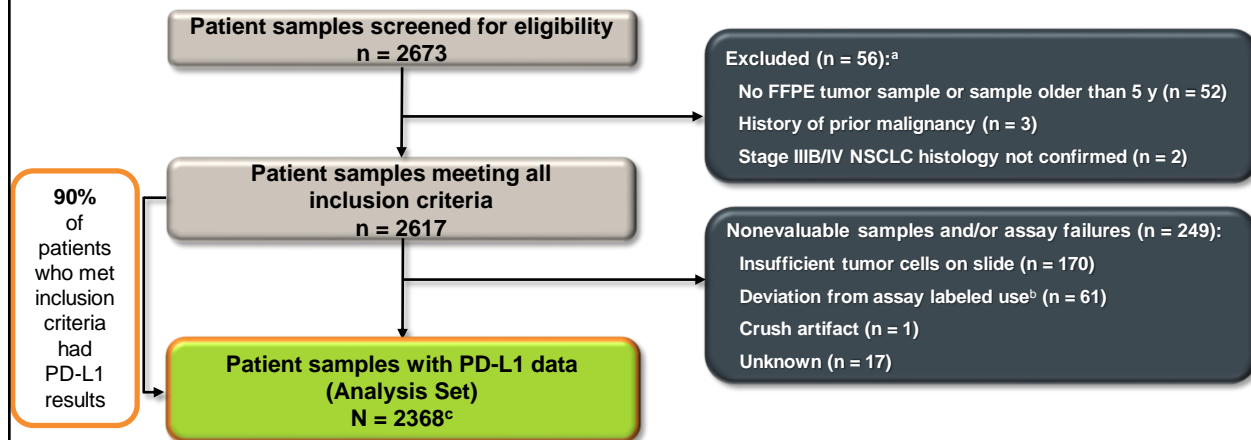 Patient samples screened for eligibility
n = 2673
Excluded (n = 56):ᵃ
No FFPE tumor sample or sample older than 5 y (n = 52)
History of prior malignancy (n = 3)
Stage IIIB/IV NSCLC histology not confirmed (n = 2)
Patient samples meeting all
inclusion criteria
n = 2617
90%
of
patients
who met
inclusion
criteria
had
PD-L1
results
Nonevaluable samples and/or assay failures (n = 249):
Insufficient tumor cells on slide (n = 170)
Deviation from assay labeled useᵇ (n = 61)
Crush artifact (n = 1)
Unknown (n = 17)
Patient samples with PD-L1 data
(Analysis Set)
N = 2368ᶜ